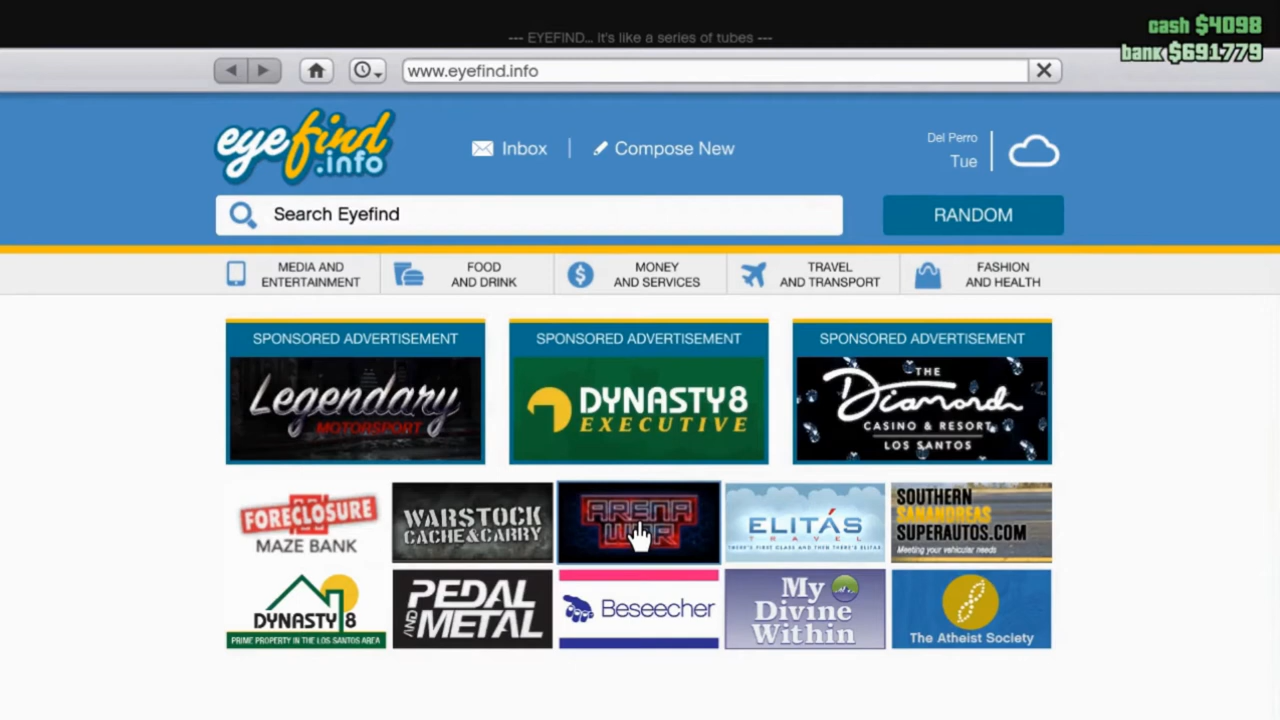 cash $4098
--- EYEFIND... It's like a series of tubes ---
bank $691779
www.eyefind.info
eyefind
.info
Inbox
Compose New
Del Perro
Tue
Search Eyefind
RANDOM
MEDIA AND
ENTERTAINMENT
FOOD
AND DRINK
MONEY
AND SERVICES
TRAVEL
AND TRANSPORT
FASHION
AND HEALTH
SPONSORED ADVERTISEMENT
Legendary
MOTORSPORT
SPONSORED ADVERTISEMENT
DYNASTY8
EXECUTIVE
SPONSORED ADVERTISEMENT
THE
Diamond
CASINO & RESORT
LOS SANTOS
FORECLOSURE
MAZE BANK
WARSTOCK
CACHE&CARRY
ARENA
WAR
ELITÁS
TRAVEL
THERE'S FIRST CLASS AND THEN THERE'S ELITAS
SOUTHERN
SANANDREAS
SUPERAUTOS.COM
Meeting your vehicular needs
DYNASTY 8
PRIME PROPERTY IN THE LOS SANTOS AREA
PEDAL
AND METAL
Beseecher
My
Divine
Within
The Atheist Society